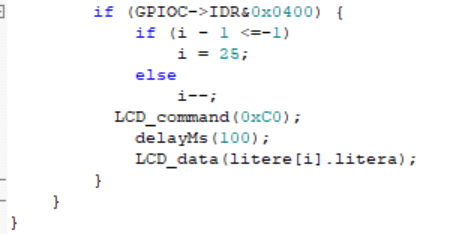 if (GPIOC->IDR&0x0400) {
if (i - 1 <=-1)
i = 25;
else
i--;
LCD_command(0xC0);
delayMs(100);
LCD_data(litere[i].litera);
}
}
}